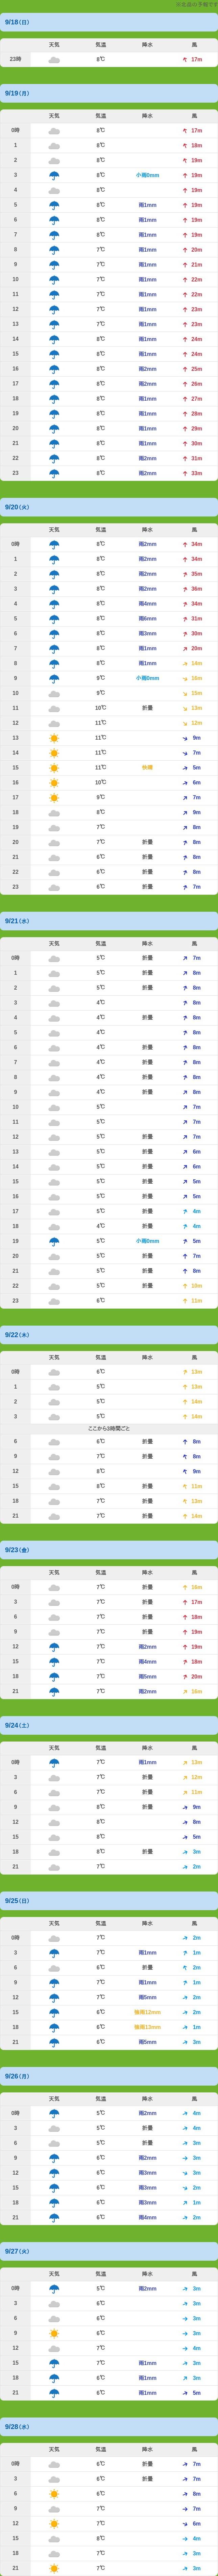 9/18(日)
天気 気温 降水 風
23時 8℃ 17m
9/19(月)
天気 気温 降水 風
0時 8℃ 17m
1 8℃ 18m
2 8℃ 19m
3 8℃ 小雨0mm 19m
4 8℃ 19m
5 8℃ 雨1mm 19m
6 8℃ 雨1mm 19m
7 8℃ 雨1mm 19m
8 7℃ 雨1mm 20m
9 7℃ 雨1mm 21m
10 7℃ 雨1mm 22m
11 7℃ 雨1mm 22m
12 7℃ 雨1mm 23m
13 7℃ 雨1mm 23m
14 8℃ 雨1mm 24m
15 8℃ 雨1mm 24m
16 8℃ 雨2mm 25m
17 8℃ 雨2mm 26m
18 8℃ 雨1mm 27m
19 8℃ 雨1mm 28m
20 8℃ 雨1mm 29m
21 8℃ 雨1mm 30m
22 8℃ 雨2mm 31m
23 8℃ 雨2mm 33m
9/20(火)
天気 気温 降水 風
0時 8℃ 雨2mm 34m
1 8℃ 雨2mm 34m
2 8℃ 雨2mm 35m
3 8℃ 雨2mm 36m
4 8℃ 雨4mm 34m
5 8℃ 雨6mm 31m
6 8℃ 雨3mm 30m
7 8℃ 雨1mm 20m
8 8℃ 雨1mm 14m
9 9℃ 小雨0mm 16m
10 9℃ 15m
11 10℃ 折曇 13m
12 11℃ 12m
13 11℃ 9m
14 11℃ 7m
15 11℃ 快晴 5m
16 10℃ 6m
17 9℃ 7m
18 8℃ 9m
19 7℃ 8m
20 7℃ 折曇 8m
21 6℃ 折曇 8m
22 6℃ 折曇 8m
23 6℃ 折曇 7m
9/21(水)
天気 気温 降水 風
0時 5℃ 折曇 7m
1 5℃ 折曇 8m
2 5℃ 折曇 8m
3 4℃ 8m
4 4℃ 折曇 8m
5 4℃ 8m
6 4℃ 折曇 8m
7 4℃ 折曇 8m
8 4℃ 折曇 8m
9 4℃ 折曇 8m
10 5℃ 7m
11 5℃ 7m
12 5℃ 折曇 7m
13 5℃ 折曇 6m
14 5℃ 折曇 6m
15 5℃ 折曇 5m
16 5℃ 折曇 5m
17 5℃ 折曇 4m
18 4℃ 折曇 4m
19 5℃ 小雨0mm 5m
20 5℃ 折曇 7m
21 5℃ 折曇 8m
22 5℃ 折曇 10m
23 6℃ 11m
9/22(木)
天気 気温 降水 風
0時 6℃ 13m
1 5℃ 13m
2 5℃ 14m
3 5℃ 14m
ここから3時間ごと
6 6℃ 折曇 8m
9 7℃ 折曇 8m
12 8℃ 9m
15 8℃ 折曇 11m
18 7℃ 折曇 13m
21 7℃ 折曇 14m
9/23(金)
天気 気温 降水 風
0時 7℃ 折曇 16m
3 7℃ 折曇 17m
6 7℃ 折曇 18m
9 7℃ 折曇 19m
12 7℃ 雨2mm 19m
15 7℃ 雨4mm 18m
18 7℃ 雨5mm 20m
21 7℃ 雨2mm 16m
9/24(土)
天気 気温 降水 風
0時 7℃ 雨1mm 13m
3 7℃ 折曇 12m
6 7℃ 折曇 11m
9 8℃ 折曇 9m
12 8℃ 8m
15 8℃ 5m
18 8℃ 折曇 3m
21 7℃ 2m
9/25(日)
天気 気温 降水 風
0時 7℃ 2m
3 7℃ 雨1mm 1m
6 6℃ 折曇 2m
9 7℃ 雨1mm 1m
12 7℃ 雨5mm 2m
15 6℃ 強雨12mm 2m
18 6℃ 強雨13mm 1m
21 6℃ 雨5mm 3m
9/26(月)
天気 気温 降水 風
0時 5℃ 雨2mm 4m
3 5℃ 折曇 4m
6 5℃ 折曇 3m
9 6℃ 雨2mm 3m
12 6℃ 雨3mm 3m
15 6℃ 雨3mm 2m
18 6℃ 雨3mm 1m
21 6℃ 雨4mm 2m
9/27(火)
天気 気温 降水 風
0時 5℃ 雨2mm 3m
3 6℃ 3m
6 6℃ 3m
9 6℃ 3m
12 7℃ 4m
15 7℃ 雨1mm 3m
18 6℃ 雨1mm 3m
21 6℃ 雨1mm 5m
9/28(水)
天気 気温 降水 風
0時 6℃ 折曇 7m
3 6℃ 折曇 7m
6 6℃ 8m
9 7℃ 7m
12 7℃ 6m
15 8℃ 4m
18 7℃ 3m
21 7℃ 3m